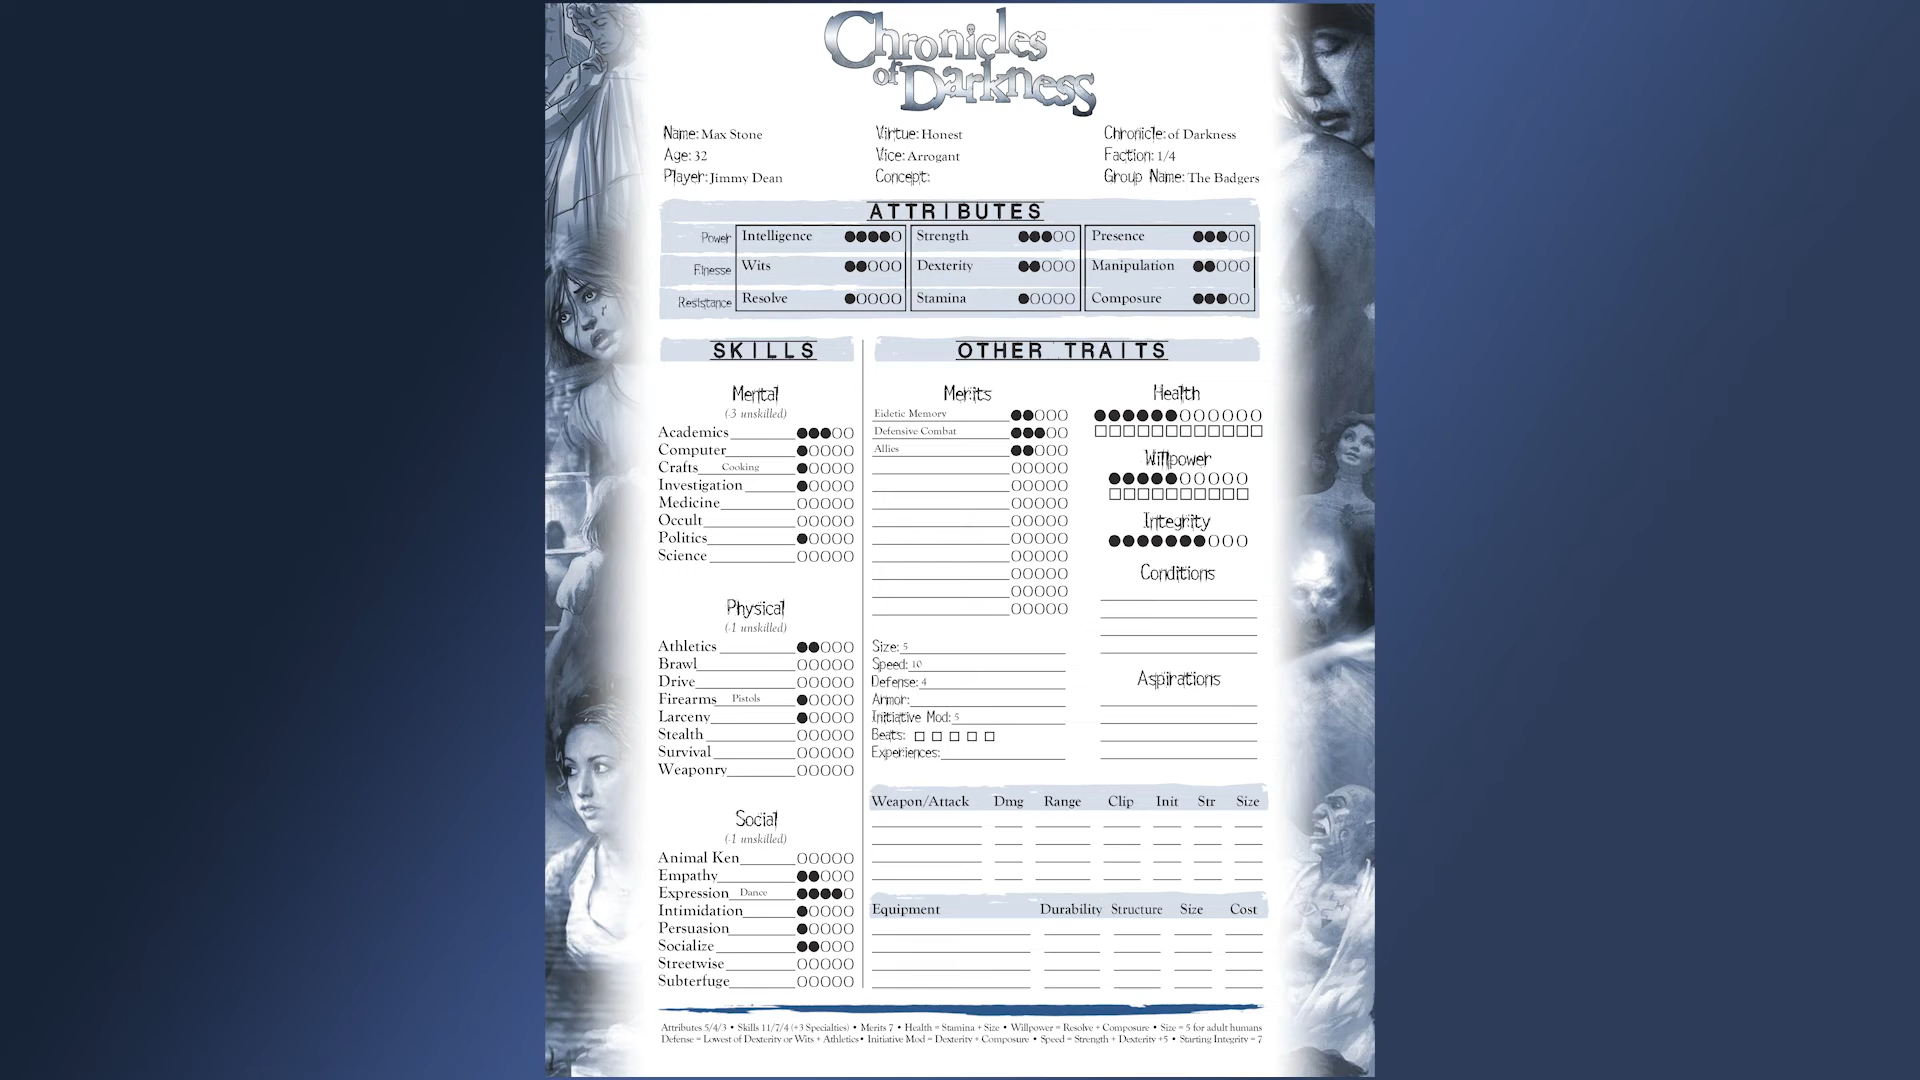 Chronicles
of Darkness
Name: Max Stone
Virtue: Honest
Chronicle: of Darkness
Age: 32
Vice: Arrogant
Faction: 1/4
Player: Jimmy Dean
Concept:
Group Name: The Badgers
ATTRIBUTES
Power
Intelligence
Strength
Presence
Finesse
Wits
Dexterity
Manipulation
Resistance
Resolve
Stamina
Composure
SKILLS
Mental
(-3 unskilled)
Academics
Computer
Crafts Cooking
Investigation
Medicine
Occult
Politics
Science
Physical
(-1 unskilled)
Athletics
Brawl
Drive
Firearms Pistols
Larceny
Stealth
Survival
Weaponry
Social
(-1 unskilled)
Animal Ken
Empathy
Expression Dance
Intimidation
Persuasion
Socialize
Streetwise
Subterfuge
OTHER TRAITS
Merits
Eidetic Memory
Defensive Combat
Allies
Size: 5
Speed: 10
Defense: 4
Armor:
Initiative Mod: 5
Beats:
Experiences:
Health
Willpower
Integrity
Conditions
Aspirations
Weapon/Attack Dmg Range Clip Init Str Size
Equipment Durability Structure Size Cost
Attributes 5/4/3 • Skills 11/7/4 (+3 Specialties) • Merits 7 • Health = Stamina + Size • Willpower = Resolve + Composure • Size = 5 for adult humans
Defense = Lowest of Dexterity or Wits + Athletics • Initiative Mod = Dexterity + Composure • Speed = Strength + Dexterity +5 • Starting Integrity = 7